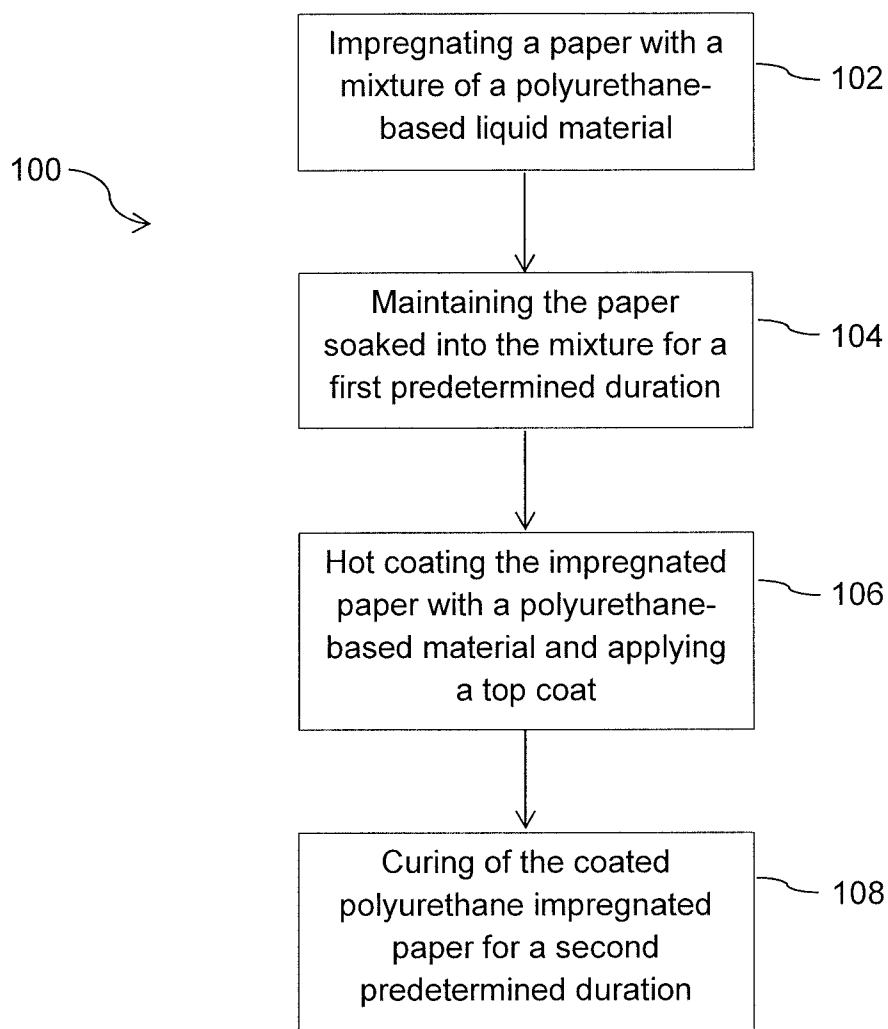 Impregnating a paper with a
mixture of a polyurethane-
based liquid material
102
100
Maintaining the paper
soaked into the mixture for a
first predetermined duration
104
Hot coating the impregnated
paper with a polyurethane-
based material and applying
a top coat
106
Curing of the coated
polyurethane impregnated
paper for a second
predetermined duration
108